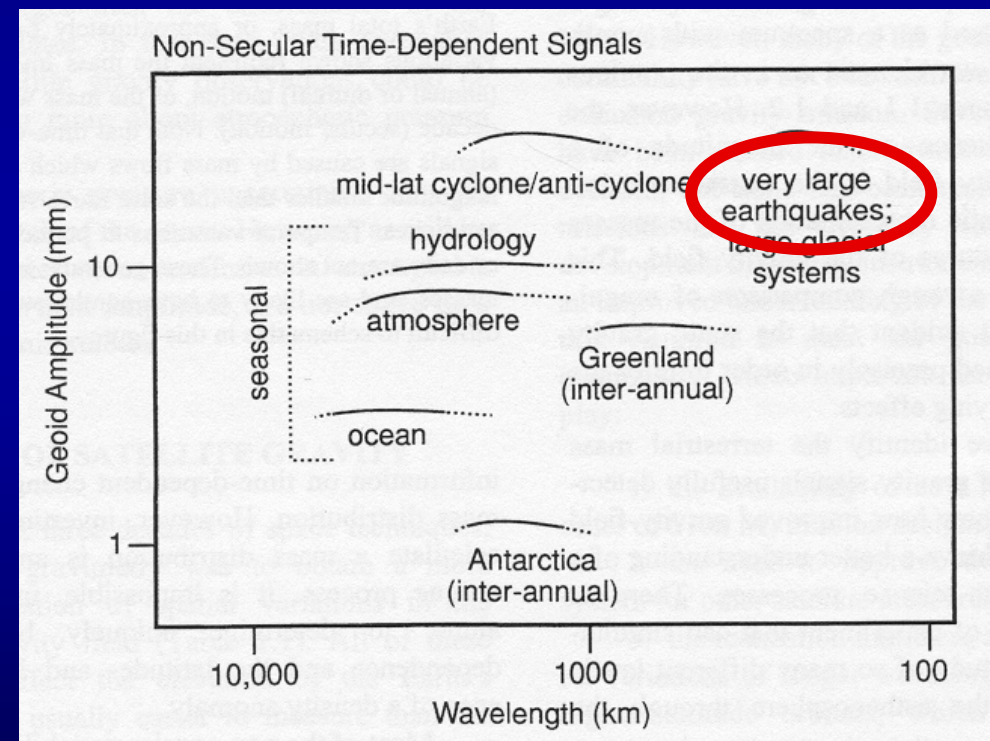 Non-Secular Time-Dependent Signals
mid-lat cyclone/anti-cyclone
very large
earthquakes;
large glacial
systems
hydrology
10
atmosphere
seasonal
Geoid Amplitude (mm)
Greenland
(inter-annual)
ocean
1
Antarctica
(inter-annual)
10,000
1000
100
Wavelength (km)